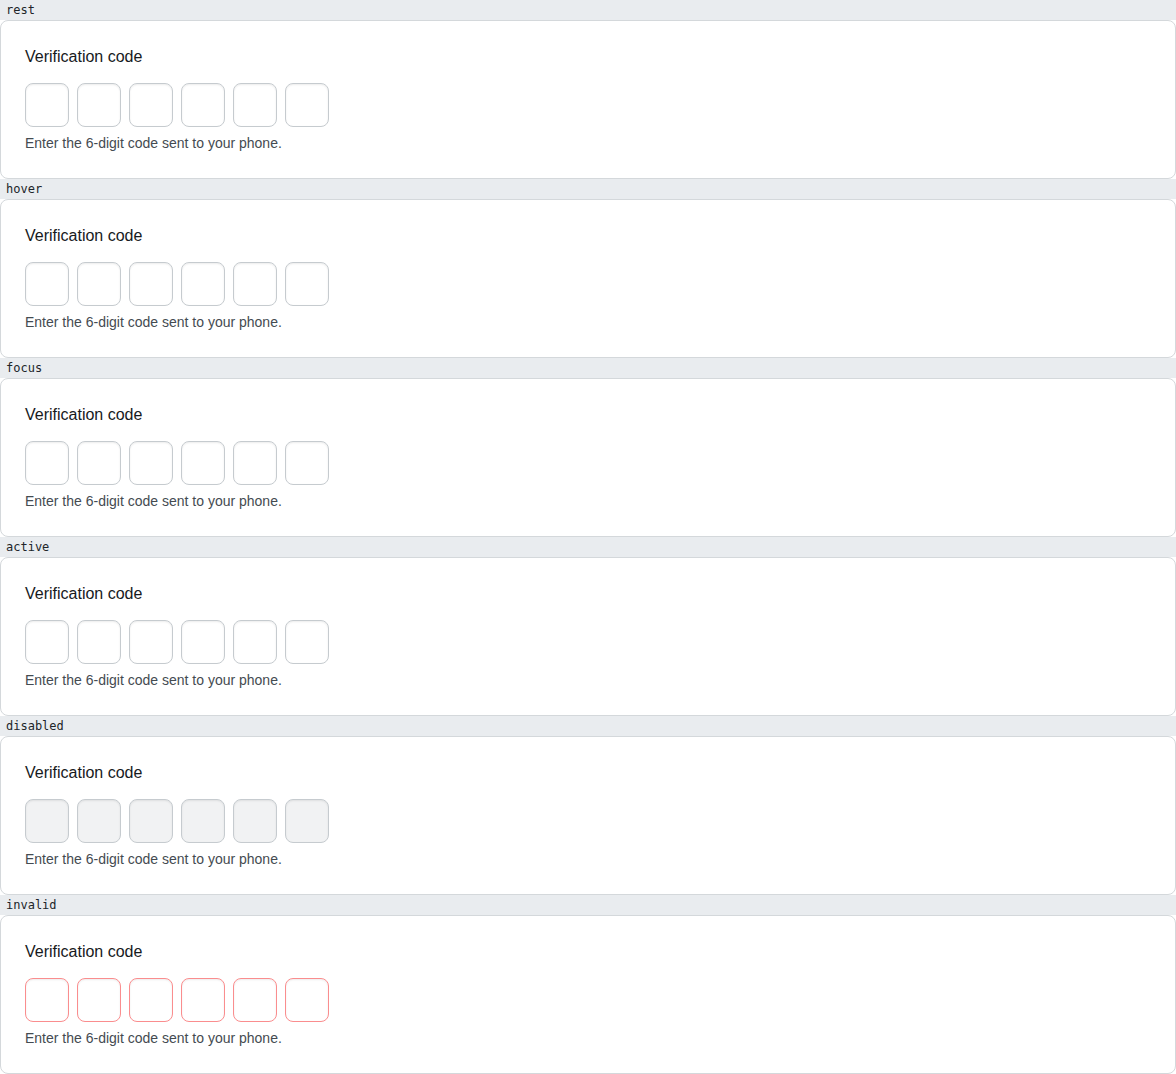 rest
Verification code
Enter the 6-digit code sent to your phone.
hover
Verification code
Enter the 6-digit code sent to your phone.
focus
Verification code
Enter the 6-digit code sent to your phone.
active
Verification code
Enter the 6-digit code sent to your phone.
disabled
Verification code
Enter the 6-digit code sent to your phone.
invalid
Verification code
Enter the 6-digit code sent to your phone.